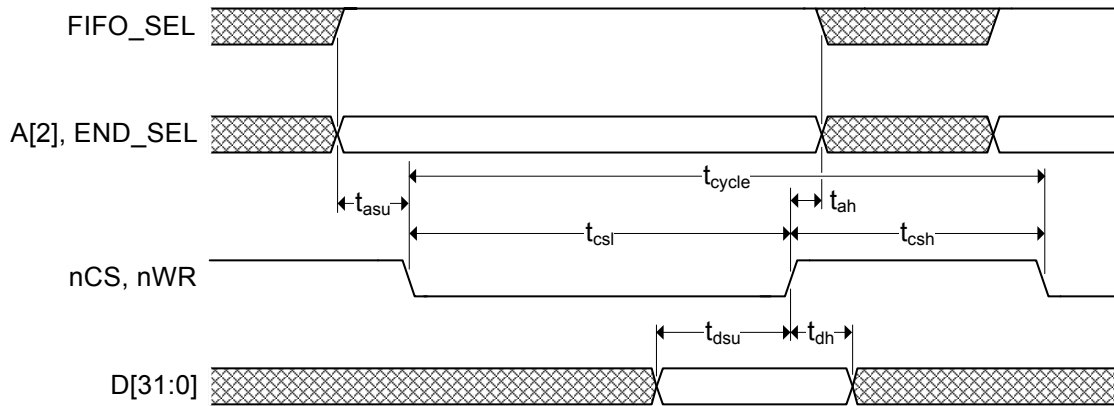 FIFO_SEL
A[2], END_SEL
tcycle
tasu
tah
tcsl
tcsh
nCS, nWR
tdsu
tdh
D[31:0]